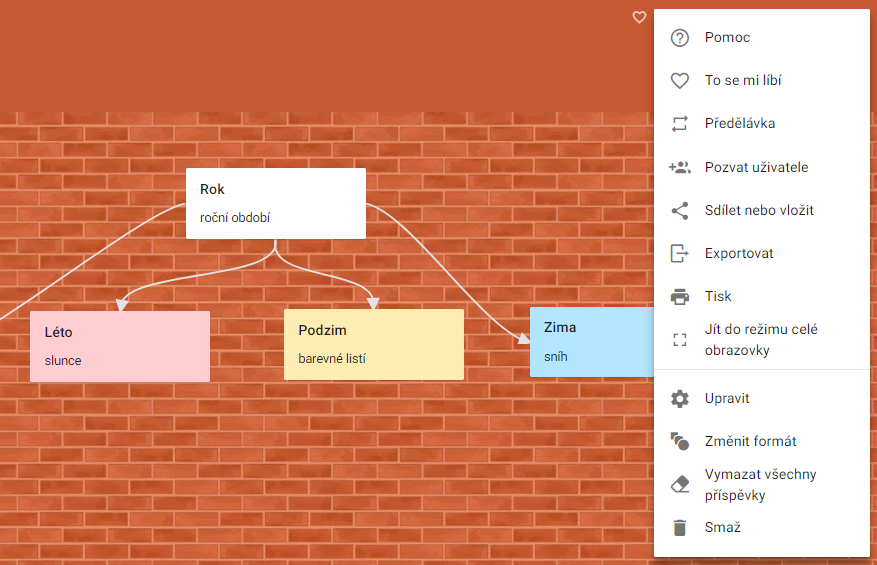 Rok
roční období
Léto
slunce
Podzim
barevné listí
Zima
sníh
Pomoc
To se mi líbí
Předělávka
Pozvat uživatele
Sdílet nebo vložit
Exportovat
Tisk
Jít do režimu celé
obrazovky
Upravit
Změnit formát
Vymazat všechny
příspěvky
Smaž